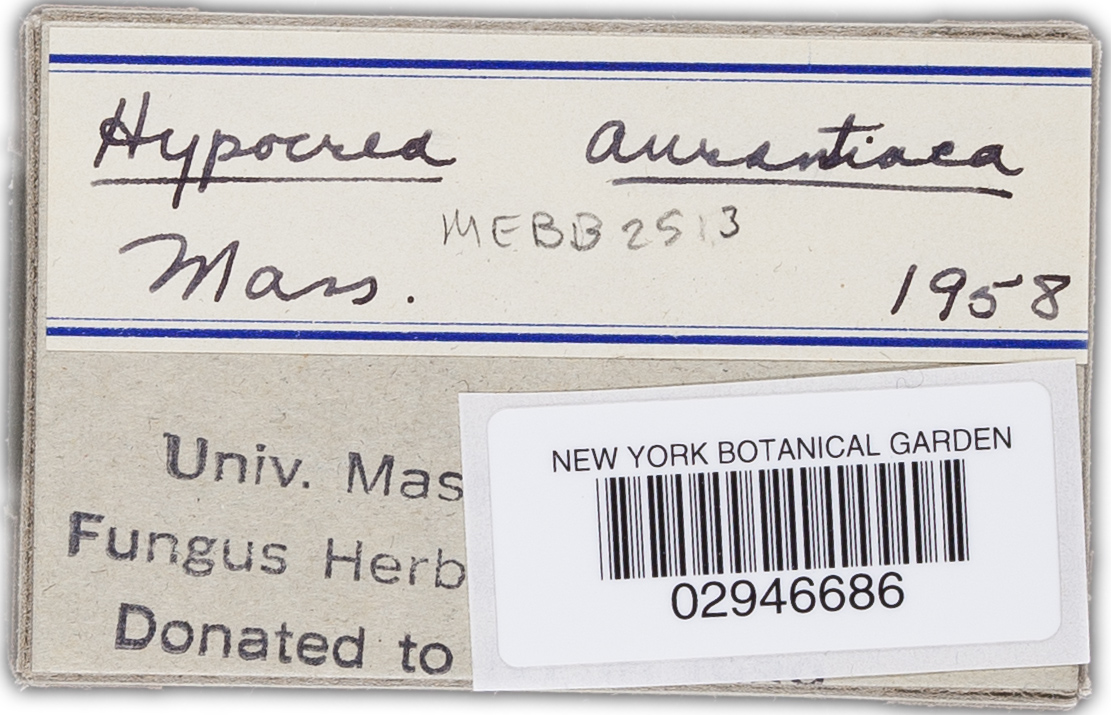 Hypocrea aurantiaca
MEBB 2513
Mass. 1958
Univ. Mas
Fungus Herb
Donated to
NEW YORK BOTANICAL GARDEN
02946686